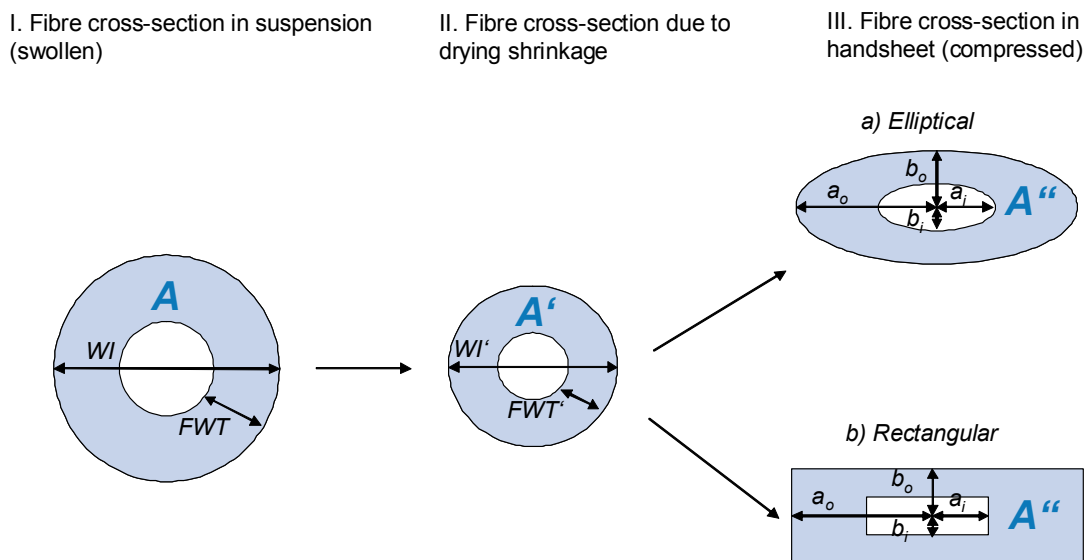 I. Fibre cross-section in suspension
(swollen)
II. Fibre cross-section due to
drying shrinkage
III. Fibre cross-section in
handsheet (compressed)
a) Elliptical
b_o
a_o
a_i
b_i
A“
A
WI
FWT
A‘
WI‘
FWT‘
b) Rectangular
b_o
a_o
a_i
b_i
A“